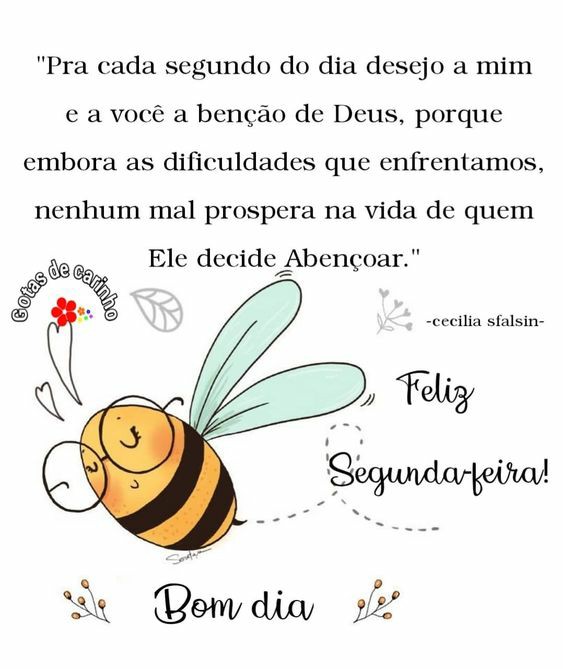 "Pra cada segundo do dia desejo a mim
e a você a benção de Deus, porque
embora as dificuldades que enfrentamos,
nenhum mal prospera na vida de quem
Ele decide Abençoar."
Gotas de carinho
-cecilia sfalsin-
Feliz
Segunda-feira!
Bom dia